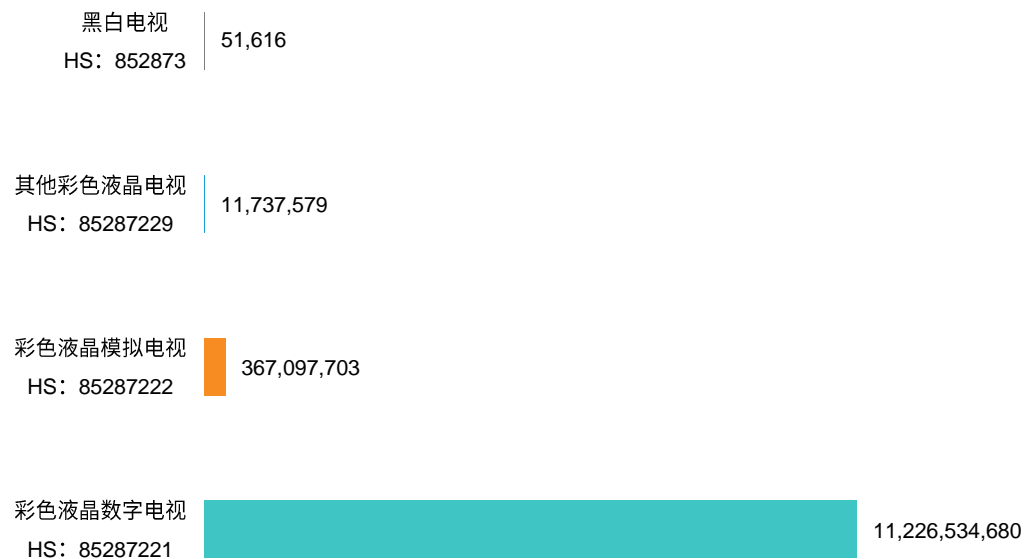 黑白电视
HS：852873
51,616
其他彩色液晶电视
HS：85287229
11,737,579
彩色液晶模拟电视
HS：85287222
367,097,703
彩色液晶数字电视
HS：85287221
11,226,534,680